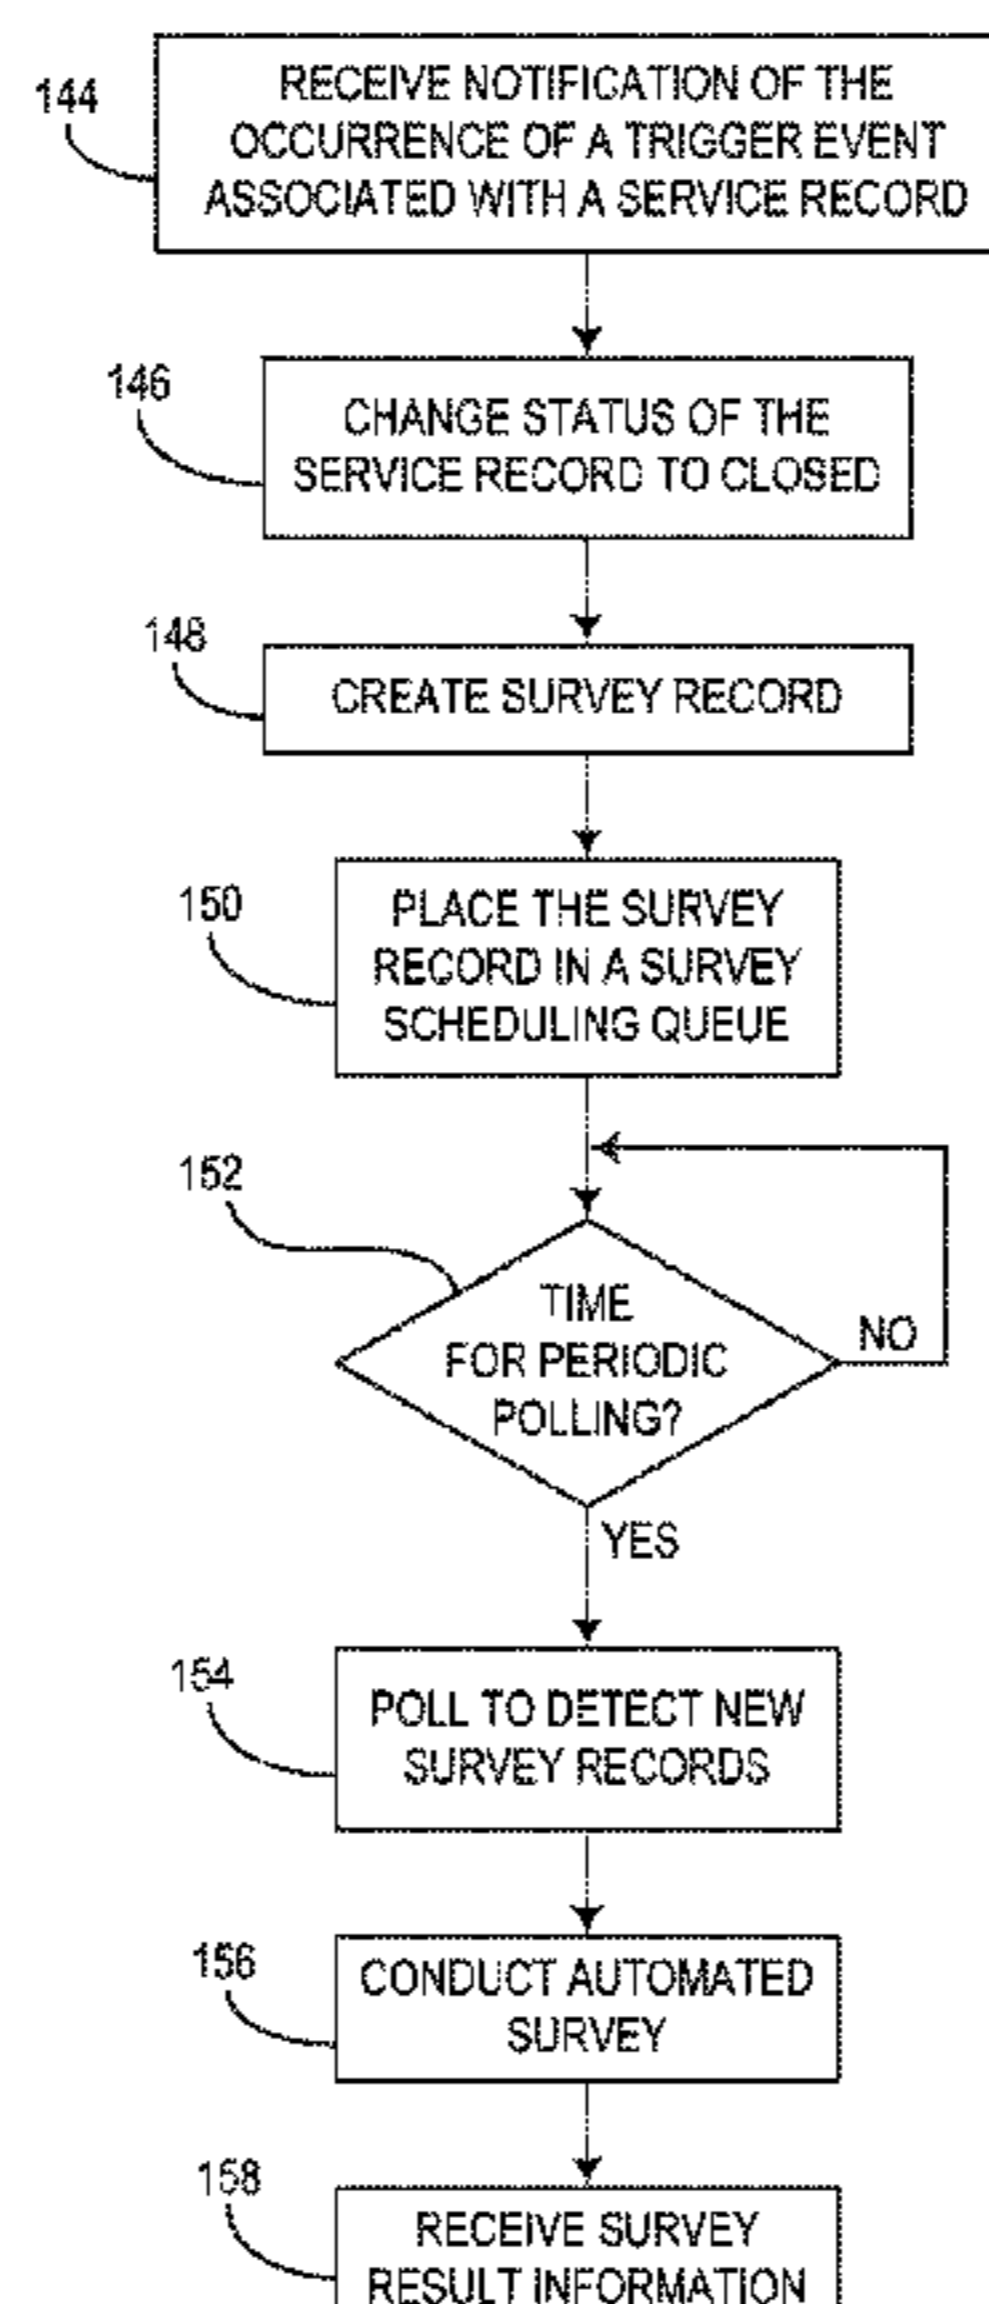 144
RECEIVE NOTIFICATION OF THE
OCCURRENCE OF A TRIGGER EVENT
ASSOCIATED WITH A SERVICE RECORD
146
CHANGE STATUS OF THE
SERVICE RECORD TO CLOSED
148
CREATE SURVEY RECORD
150
PLACE THE SURVEY
RECORD IN A SURVEY
SCHEDULING QUEUE
152
TIME
FOR PERIODIC
POLLING?
NO
YES
154
POLL TO DETECT NEW
SURVEY RECORDS
156
CONDUCT AUTOMATED
SURVEY
158
RECEIVE SURVEY
RESULT INFORMATION